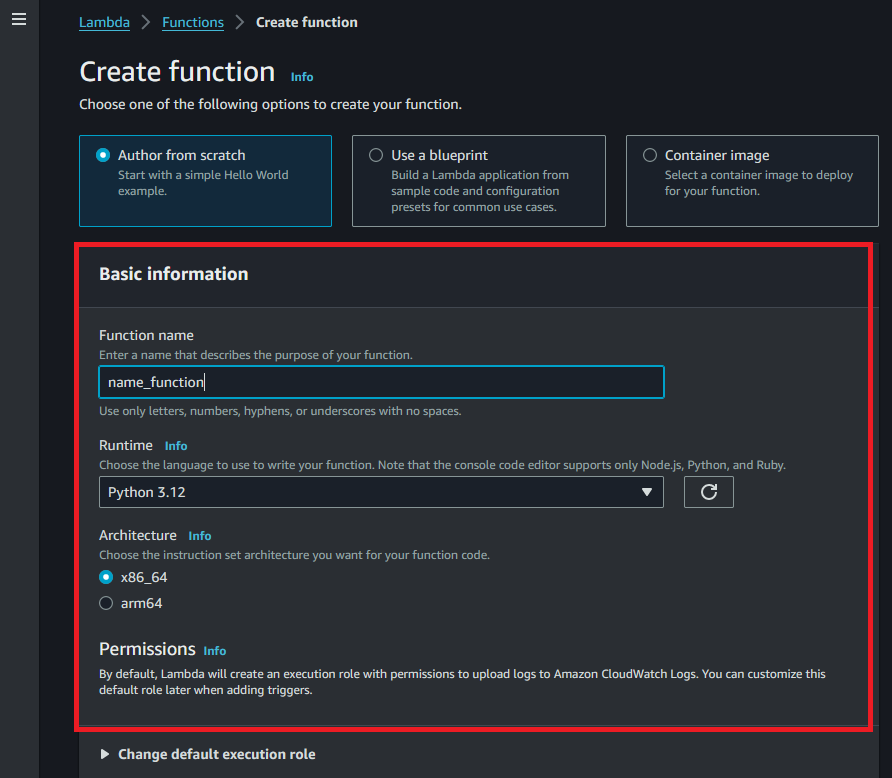 Lambda > Functions > Create function
Create function Info
Choose one of the following options to create your function.
Author from scratch
Start with a simple Hello World
example.
Use a blueprint
Build a Lambda application from
sample code and configuration
presets for common use cases.
Container image
Select a container image to deploy
for your function.
Basic information
Function name
Enter a name that describes the purpose of your function.
name_function
Use only letters, numbers, hyphens, or underscores with no spaces.
Runtime Info
Choose the language to use to write your function. Note that the console code editor supports only Node.js, Python, and Ruby.
Python 3.12
Architecture Info
Choose the instruction set architecture you want for your function code.
x86_64
arm64
Permissions Info
By default, Lambda will create an execution role with permissions to upload logs to Amazon CloudWatch Logs. You can customize this
default role later when adding triggers.
Change default execution role